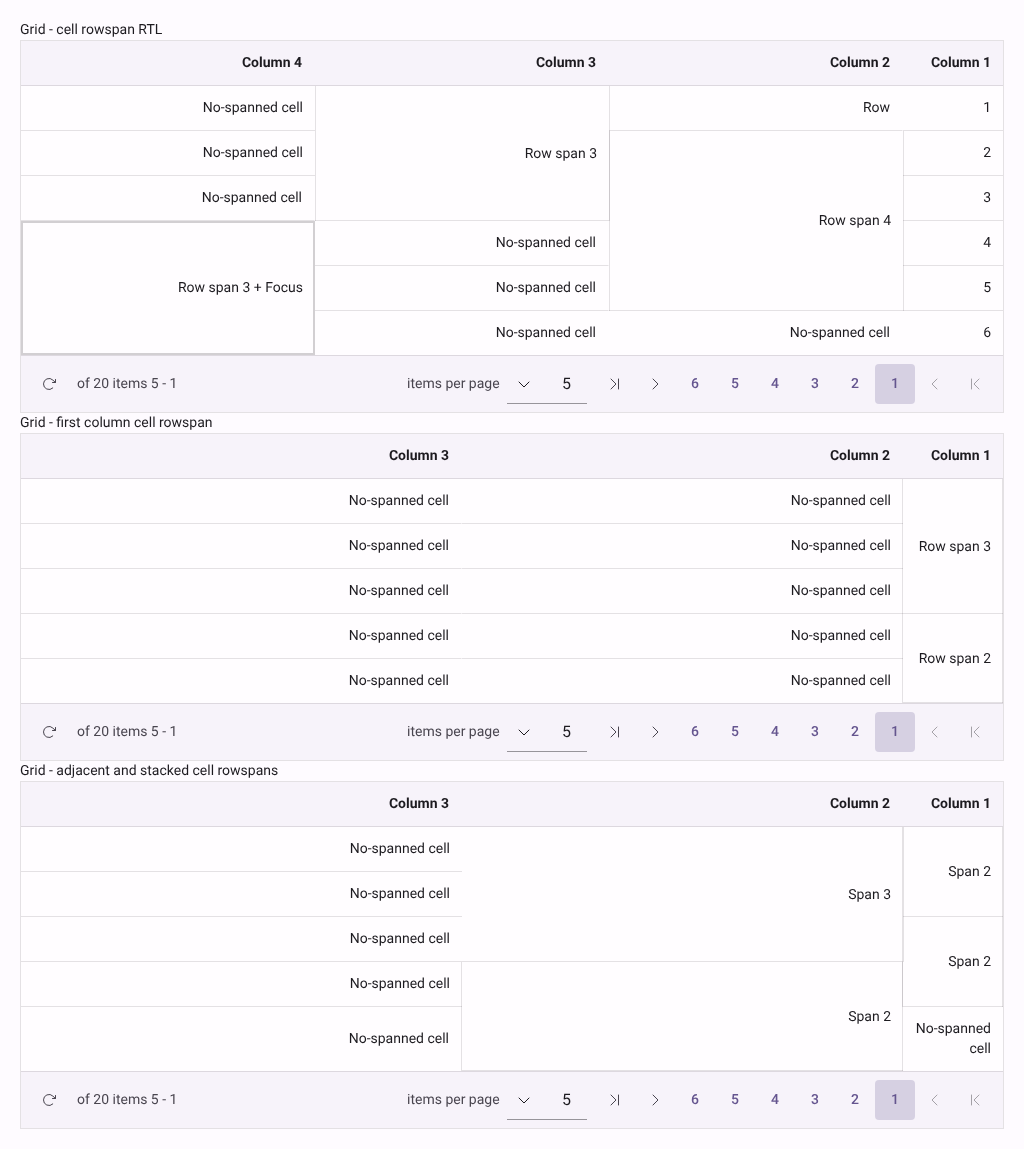 Grid - cell rowspan RTL
Column 4 Column 3 Column 2 Column 1
No-spanned cell Row 1
Row span 3
No-spanned cell 2
No-spanned cell 3
Row span 4
No-spanned cell 4
Row span 3 + Focus No-spanned cell 5
No-spanned cell No-spanned cell 6
of 20 items 5 - 1 items per page 5 6 5 4 3 2 1
Grid - first column cell rowspan
Column 3 Column 2 Column 1
No-spanned cell No-spanned cell
No-spanned cell No-spanned cell Row span 3
No-spanned cell No-spanned cell
No-spanned cell No-spanned cell
Row span 2
No-spanned cell No-spanned cell
of 20 items 5 - 1 items per page 5 6 5 4 3 2 1
Grid - adjacent and stacked cell rowspans
Column 3 Column 2 Column 1
No-spanned cell
Span 2
No-spanned cell Span 3
No-spanned cell
Span 2
No-spanned cell
Span 2
No-spanned cell No-spanned
cell
of 20 items 5 - 1 items per page 5 6 5 4 3 2 1